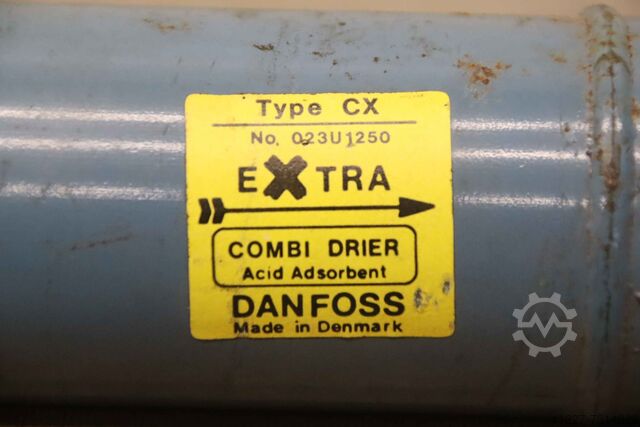 Type CX
No. 023U1250
EXTRA
COMBI DRIER
Acid Adsorbent
DANFOSS
Made in Denmark